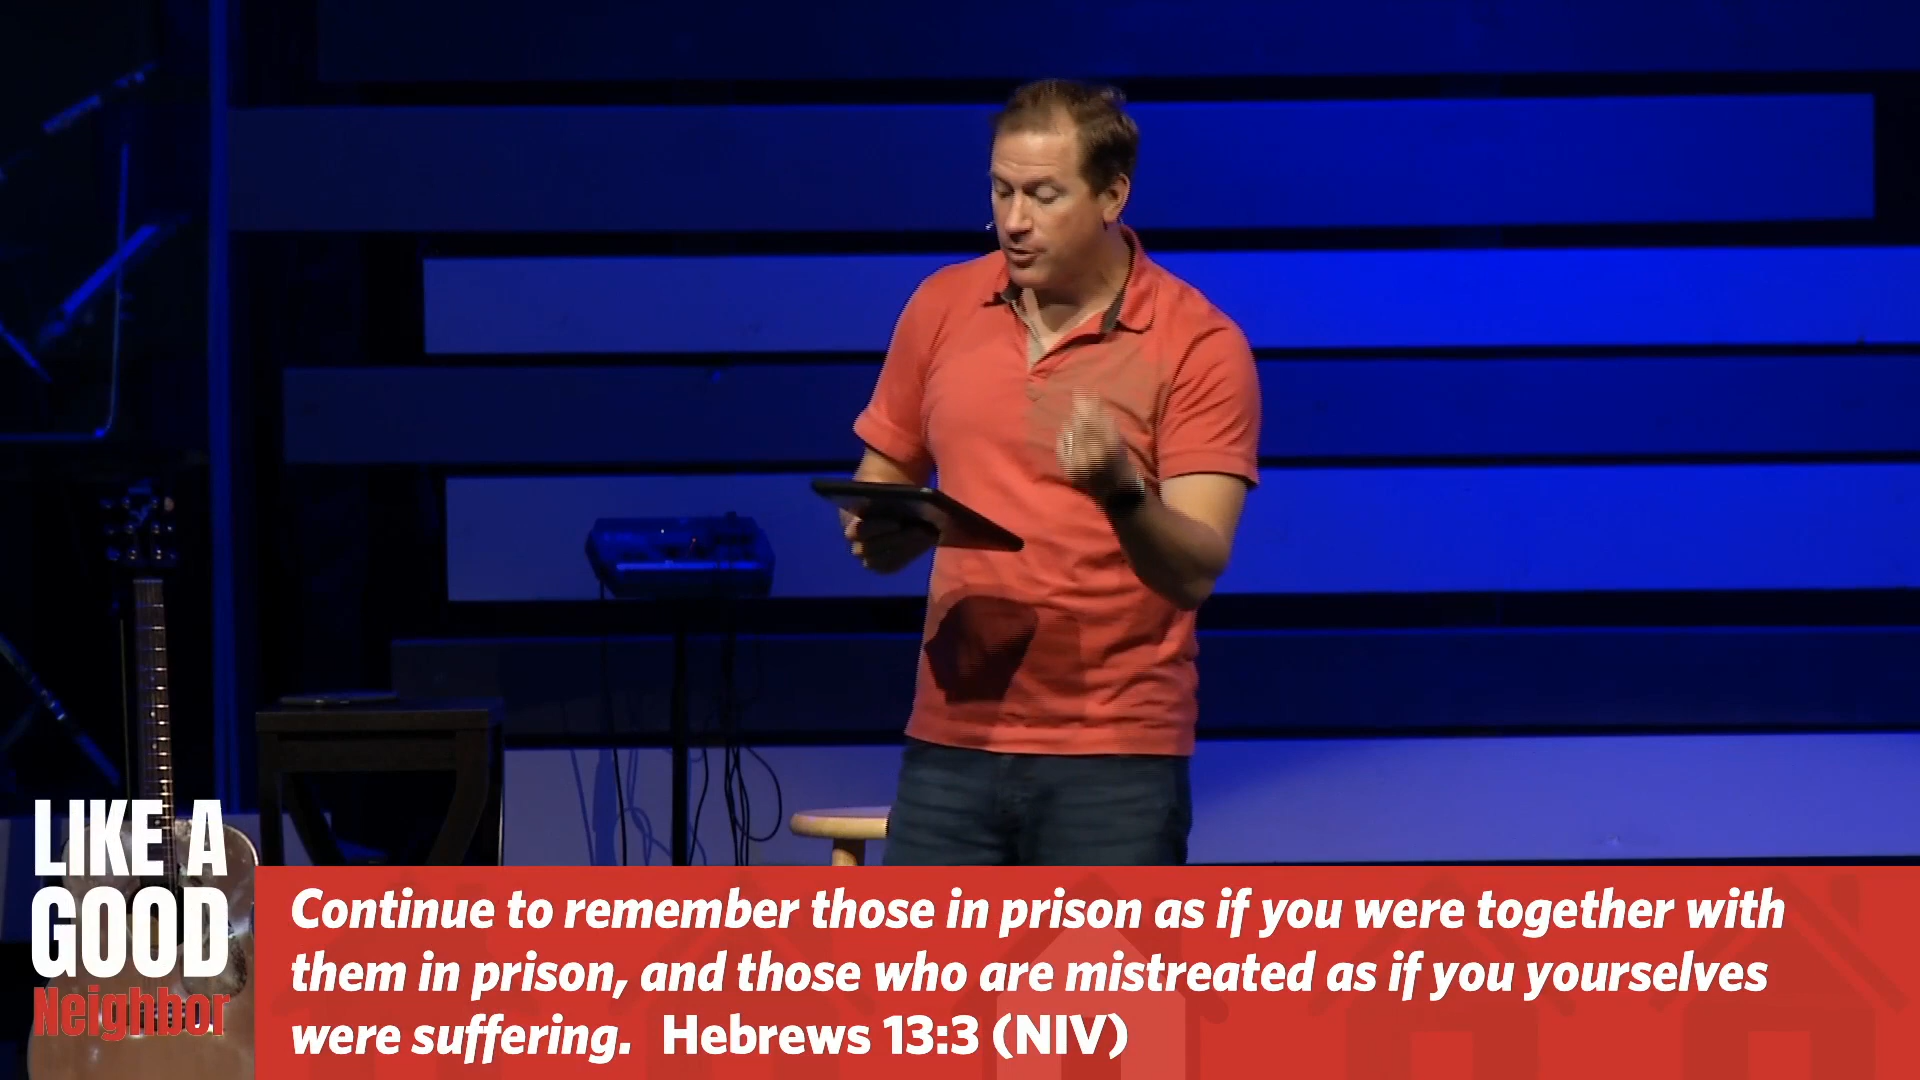 LIKE A
GOOD
Neighbor
Continue to remember those in prison as if you were together with
them in prison, and those who are mistreated as if you yourselves
were suffering. Hebrews 13:3 (NIV)